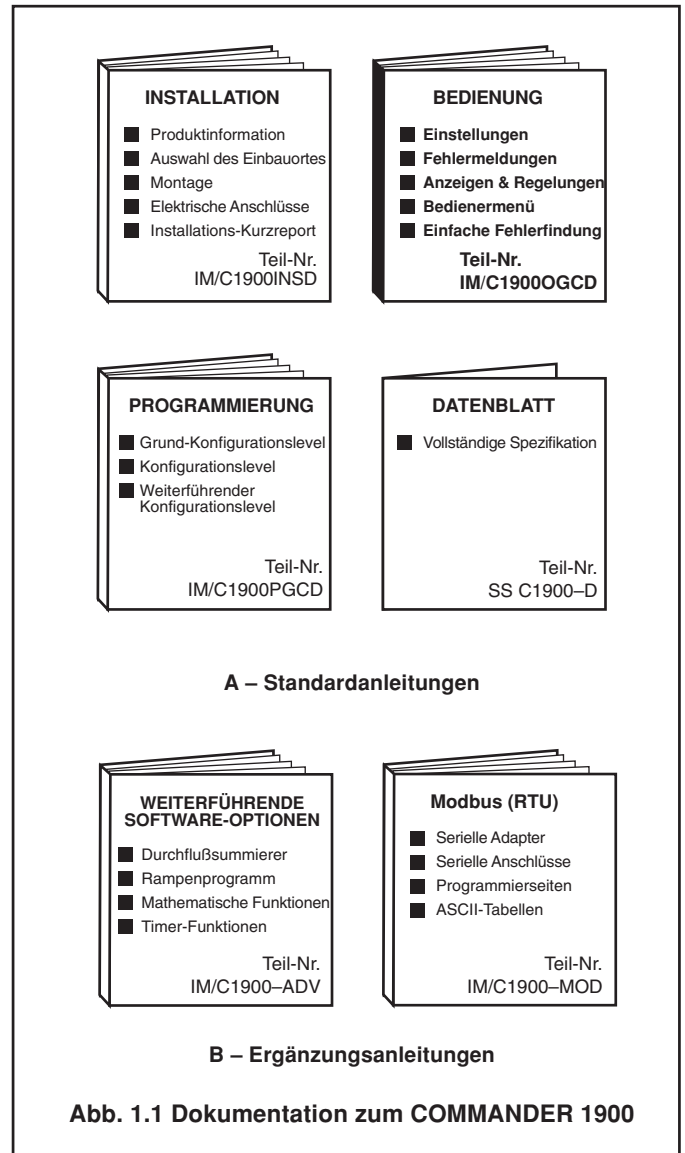 INSTALLATION
Produktinformation
Auswahl des Einbauortes
Montage
Elektrische Anschlüsse
Installations-Kurzreport
Teil-Nr.
IM/C1900INSD
BEDIENUNG
Einstellungen
Fehlermeldungen
Anzeigen & Regelungen
Bedienermenü
Einfache Fehlerfindung
Teil-Nr.
IM/C1900OGCD
PROGRAMMIERUNG
Grund-Konfigurationslevel
Konfigurationslevel
Weiterführender
Konfigurationslevel
Teil-Nr.
IM/C1900PGCD
DATENBLATT
Vollständige Spezifikation
Teil-Nr.
SS C1900–D
A – Standardanleitungen
WEITERFÜHRENDE
SOFTWARE-OPTIONEN
Durchflußsummierer
Rampenprogramm
Mathematische Funktionen
Timer-Funktionen
Teil-Nr.
IM/C1900–ADV
Modbus (RTU)
Serielle Adapter
Serielle Anschlüsse
Programmierseiten
ASCII-Tabellen
Teil-Nr.
IM/C1900–MOD
B – Ergänzungsanleitungen
Abb. 1.1 Dokumentation zum COMMANDER 1900